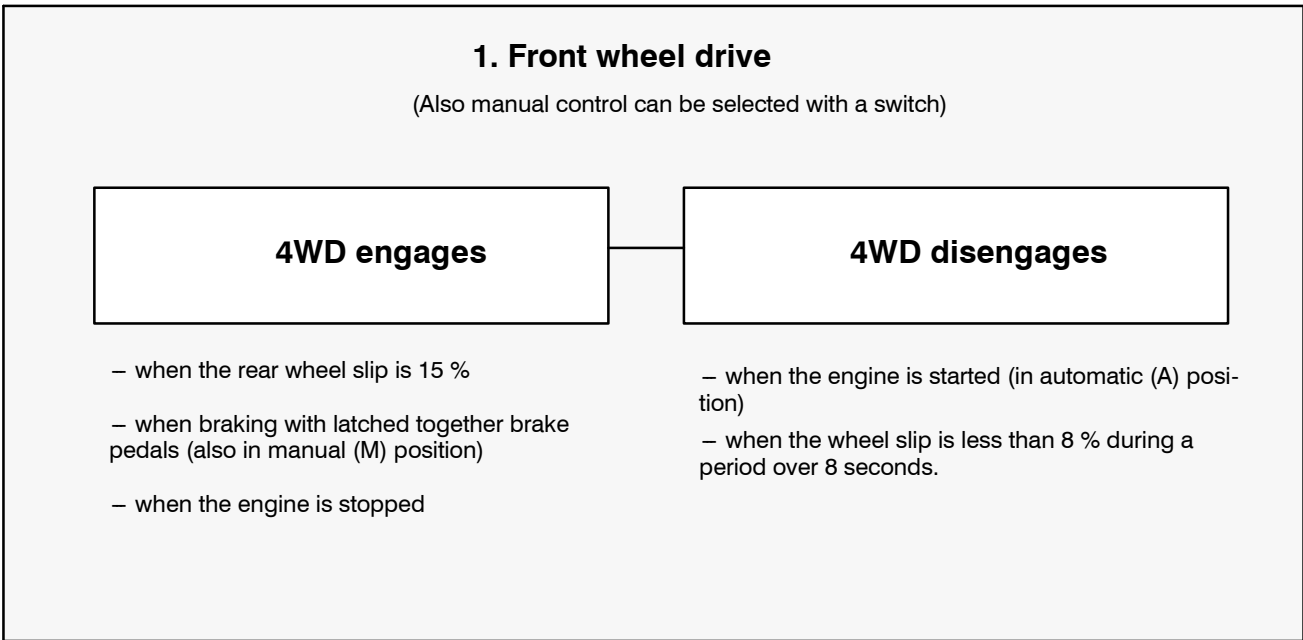 1. Front wheel drive
(Also manual control can be selected with a switch)
4WD engages
– when the rear wheel slip is 15 %
– when braking with latched together brake
pedals (also in manual (M) position)
– when the engine is stopped
4WD disengages
– when the engine is started (in automatic (A) posi-
tion)
– when the wheel slip is less than 8 % during a
period over 8 seconds.